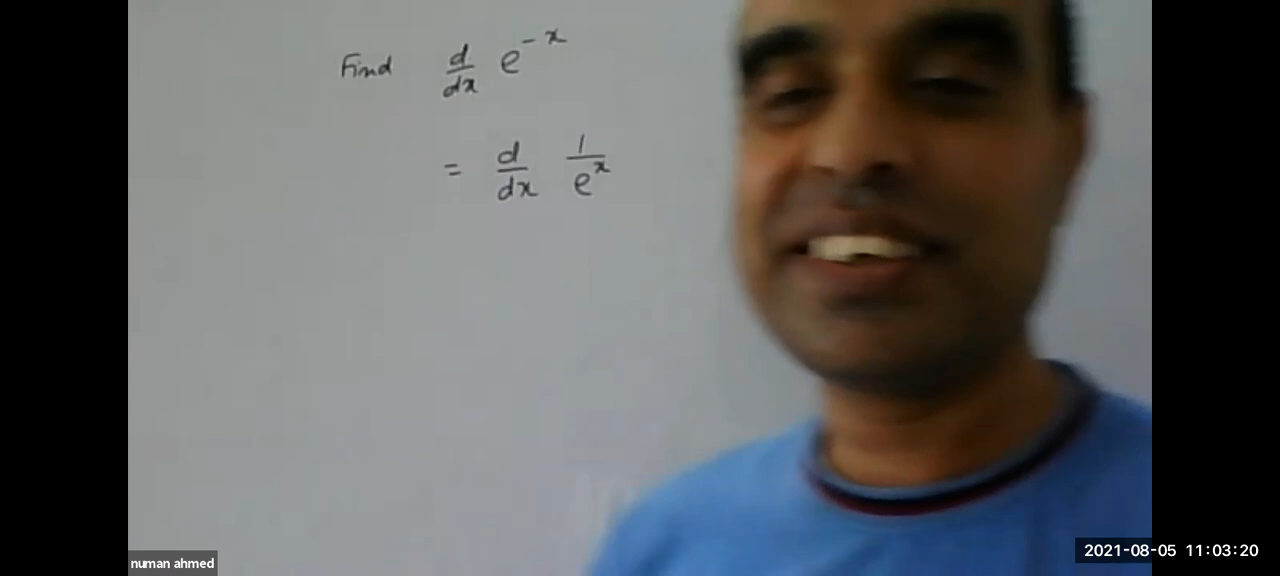 Find d/dx e^-x
= d/dx 1/e^x
numan ahmed
2021-08-05 11:03:20